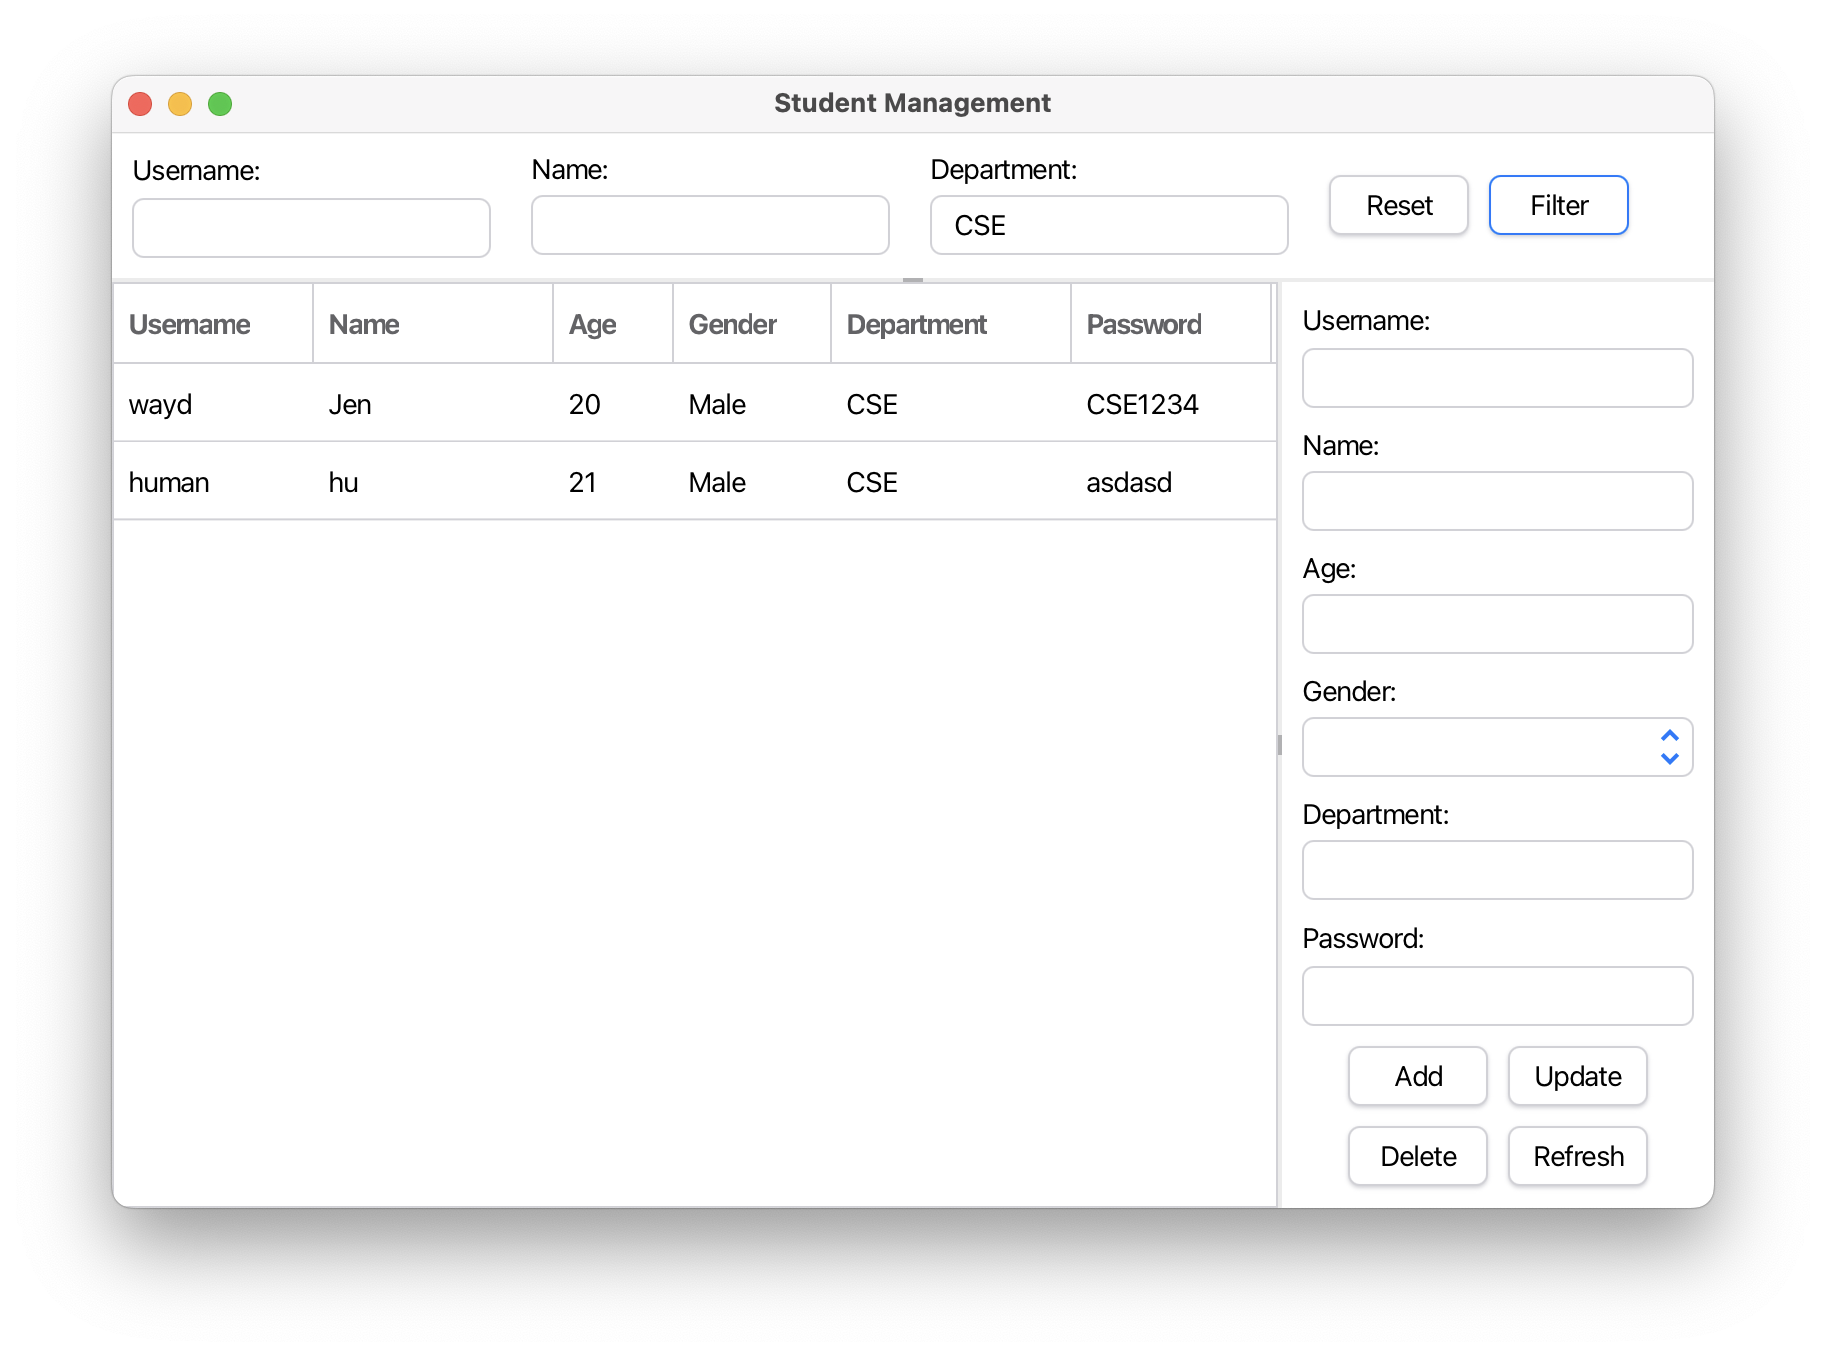 Student Management
Username:
Name:
Department:
CSE
Reset
Filter
Username Name Age Gender Department Password
wayd Jen 20 Male CSE CSE1234
human hu 21 Male CSE asdasd
Username:
Name:
Age:
Gender:
Department:
Password:
Add Update
Delete Refresh